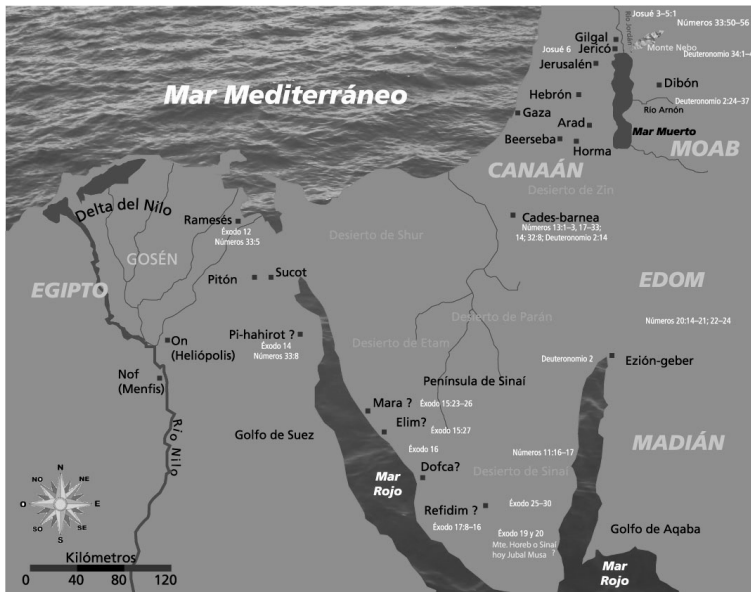 Josué 3–5:1
Números 33:50–56
Río Jordán
Gilgal
Josué 6
Jericó
Monte Nebo
Deuteronomio 34:1–
Jerusalén
Mar Mediterráneo
Hebrón
Dibón
Deuteronomio 2:24–37
Gaza
Río Arnón
Arad
Mar Muerto
Beerseba
Horma
MOAB
CANAÁN
Desierto de Zin
Delta del Nilo
Ramesés
Éxodo 12
Números 33:5
Cades-barnea
Números 13:1–3, 17–33;
14; 32:8; Deuteronomio 2:14
Desierto de Shur
GOSÉN
EGIPTO
Pitón
Sucot
EDOM
Números 20:14–21; 22–24
Desierto de Parán
Pi-hahirot ?
Éxodo 14
Números 33:8
Desierto de Etam
On
(Heliópolis)
Deuteronomio 2
Ezión-geber
Nof
(Menfis)
Península de Sinaí
Mara ?
Éxodo 15:23–26
Elim?
Éxodo 15:27
Golfo de Suez
Río Nilo
Éxodo 16
Números 11:16–17
MADIÁN
Dofca?
Desierto de Sinaí
Mar
Rojo
Refidim ?
Éxodo 25–30
Éxodo 17:8–16
Éxodo 19 y 20
Mte. Horeb o Sinaí
hoy Jubal Musa ?
Golfo de Aqaba
Mar
Rojo
N
NO
NE
O
E
SO
SE
S
Kilómetros
0 40 80 120